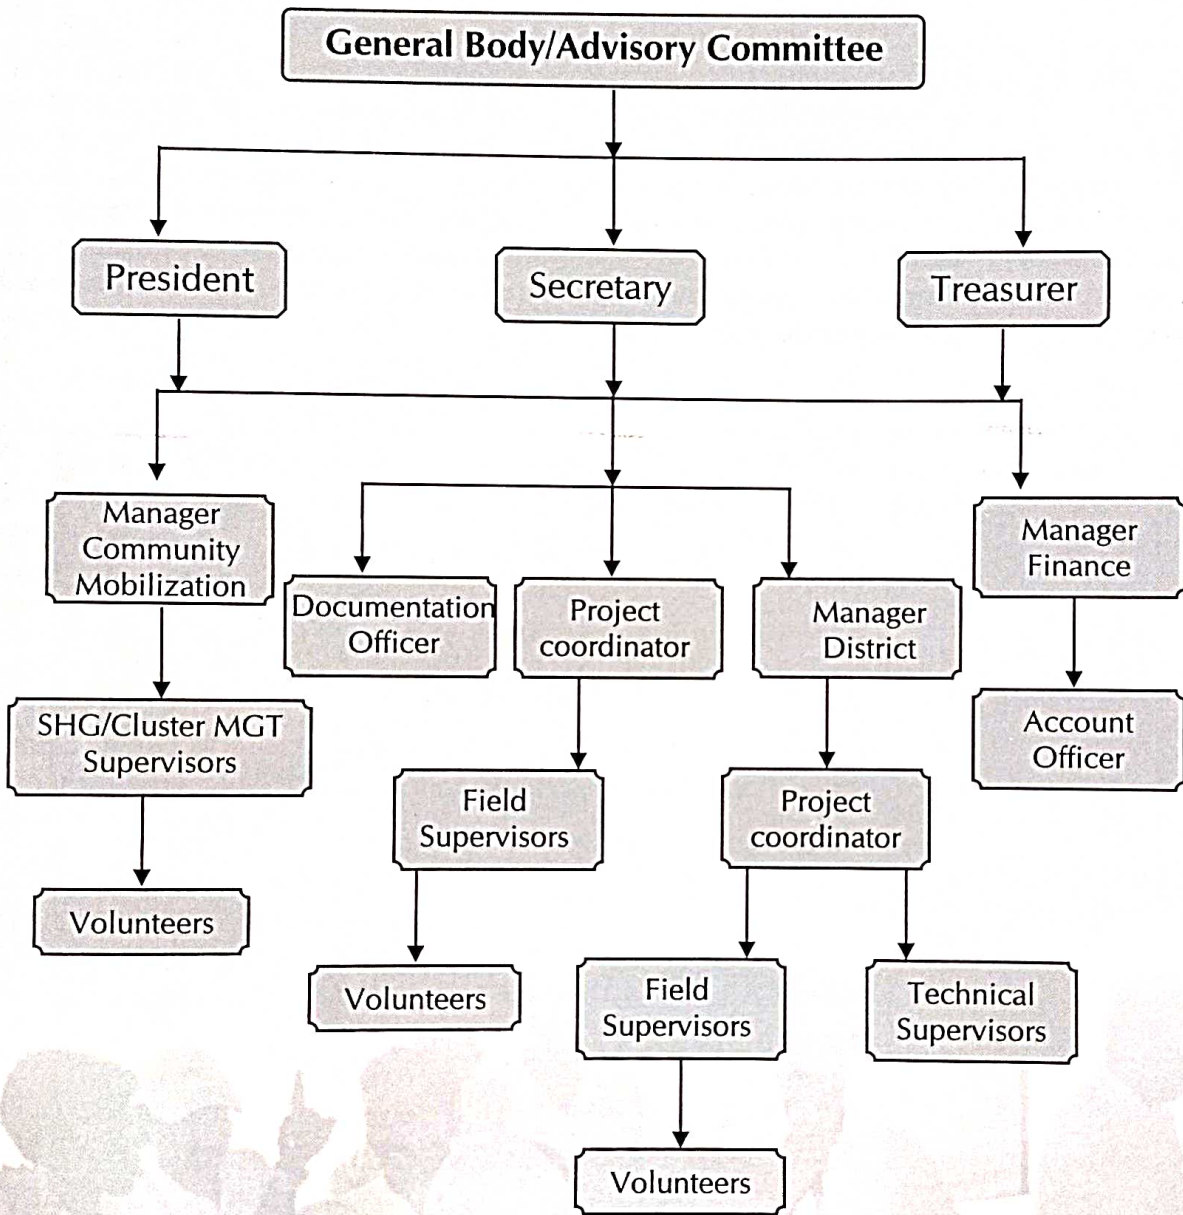 General Body/Advisory Committee
President
Secretary
Treasurer
Manager
Community
Mobilization
Documentation
Officer
Project
coordinator
Manager
District
Manager
Finance
SHG/Cluster MGT
Supervisors
Account
Officer
Field
Supervisors
Project
coordinator
Volunteers
Volunteers
Field
Supervisors
Technical
Supervisors
Volunteers